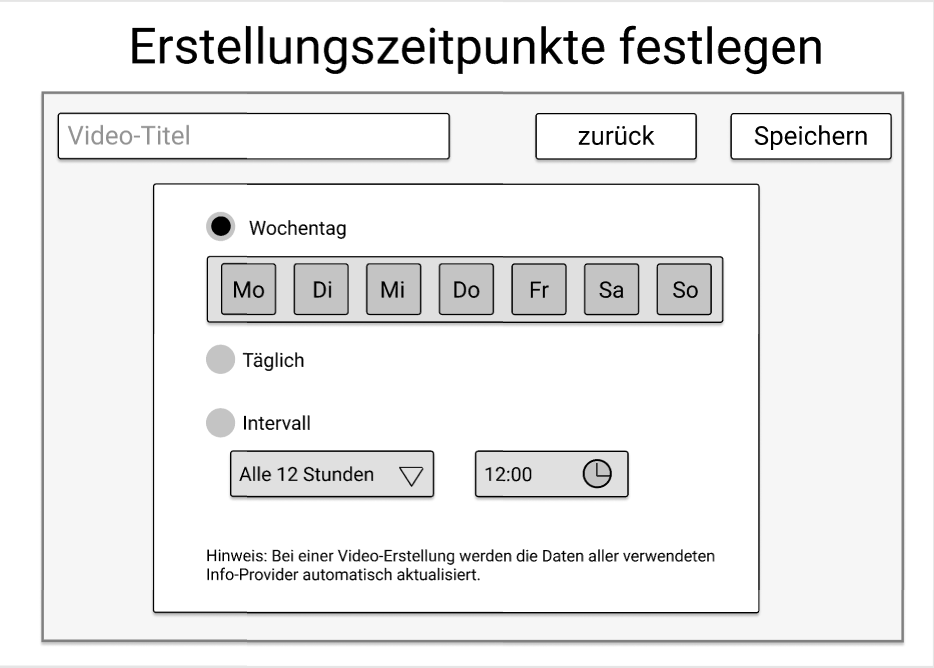 Erstellungszeitpunkte festlegen
Video-Titel
zurück
Speichern
Wochentag
Mo Di Mi Do Fr Sa So
Täglich
Intervall
Alle 12 Stunden
12:00
Hinweis: Bei einer Video-Erstellung werden die Daten aller verwendeten
Info-Provider automatisch aktualisiert.